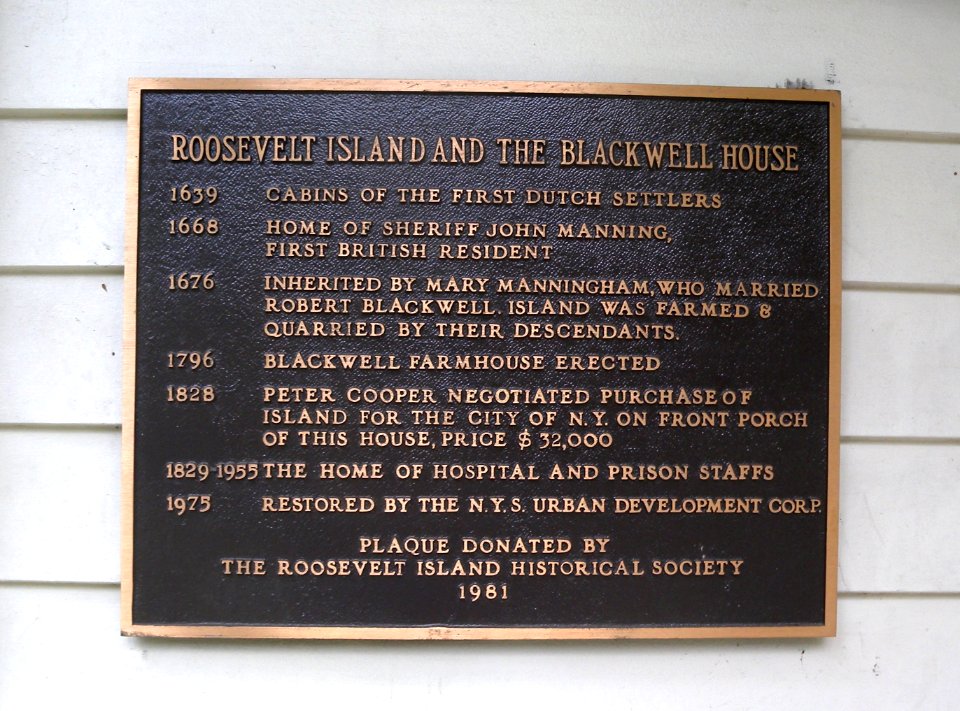 ROOSEVELT ISLAND AND THE BLACKWELL HOUSE
1639 CABINS OF THE FIRST DUTCH SETTLERS
1668 HOME OF SHERIFF JOHN MANNING,
FIRST BRITISH RESIDENT
1676 INHERITED BY MARY MANNINGHAM, WHO MARRIED
ROBERT BLACKWELL. ISLAND WAS FARMED &
QUARRIED BY THEIR DESCENDANTS.
1796 BLACKWELL FARMHOUSE ERECTED
1828 PETER COOPER NEGOTIATED PURCHASE OF
ISLAND FOR THE CITY OF N.Y. ON FRONT PORCH
OF THIS HOUSE, PRICE $32,000
1829-1955 THE HOME OF HOSPITAL AND PRISON STAFFS
1975 RESTORED BY THE N.Y.S. URBAN DEVELOPMENT CORP.
PLAQUE DONATED BY
THE ROOSEVELT ISLAND HISTORICAL SOCIETY
1981